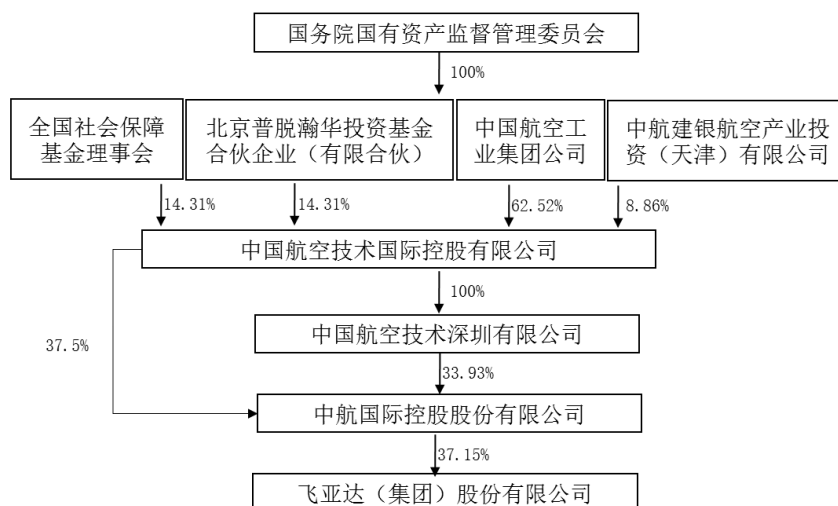 国务院国有资产监督管理委员会
100%
全国社会保障
基金理事会
北京普脱瀚华投资基金
合伙企业（有限合伙）
中国航空工
业集团公司
中航建银航空产业投
资（天津）有限公司
14.31%
14.31%
62.52%
8.86%
中国航空技术国际控股有限公司
100%
中国航空技术深圳有限公司
37.5%
33.93%
中航国际控股股份有限公司
37.15%
飞亚达（集团）股份有限公司